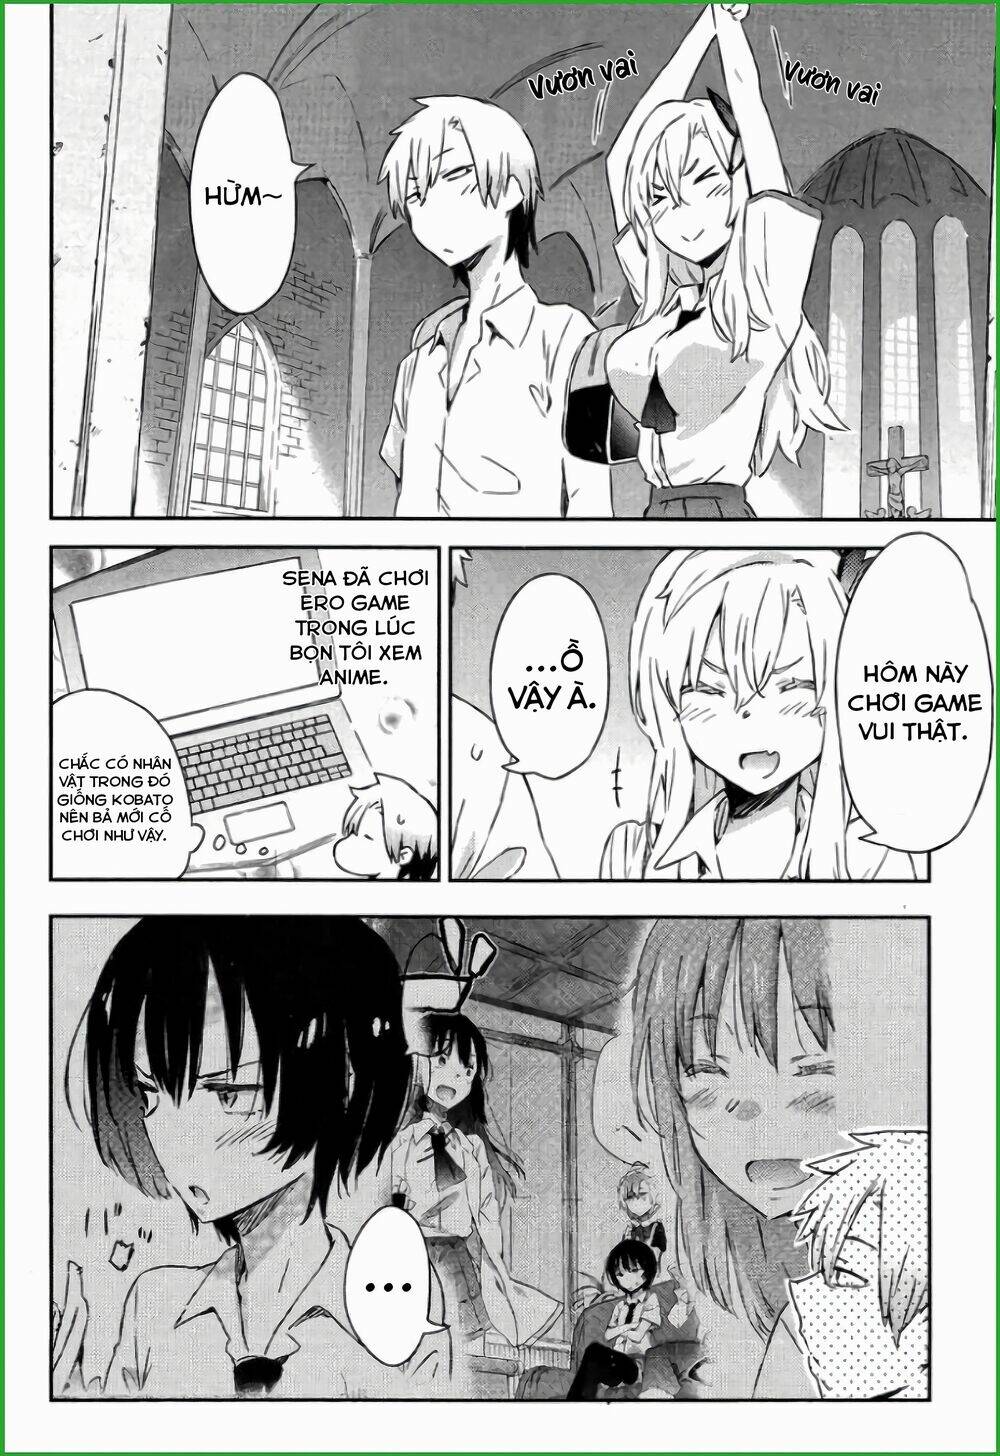 Vươn vai
Vươn vai
HỪM~
HÔM NÀY
CHƠI GAME
VUI THẬT.
...Ồ
VẬY À.
SENA ĐÃ CHƠI
ERO GAME
TRONG LÚC
BỌN TÔI XEM
ANIME.
CHẮC CÓ NHÂN
VẬT TRONG ĐÓ
GIỐNG KOBATO
NÊN BẢ MỚI CỐ
CHƠI NHƯ VẬY.
...